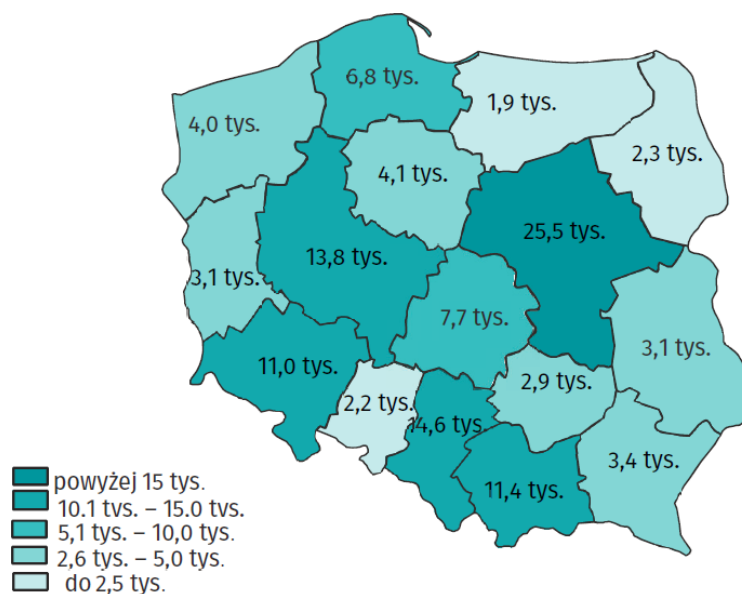 6,8 tys.
1,9 tys.
4,0 tys.
2,3 tys.
4,1 tys.
25,5 tys.
13,8 tys.
3,1 tys.
7,7 tys.
3,1 tys.
11,0 tys.
2,9 tys.
2,2 tys.
14,6 tys.
3,4 tys.
11,4 tys.
powyżej 15 tys.
10.1 tys. – 15.0 tys.
5,1 tys. – 10,0 tys.
2,6 tys. – 5,0 tys.
do 2,5 tys.